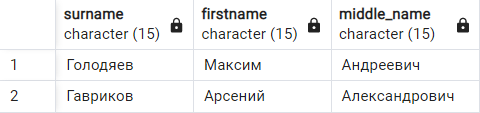 surname firstname middle_name
character (15) character (15) character (15)
1 Голодяев Максим Андреевич
2 Гавриков Арсений Александрович